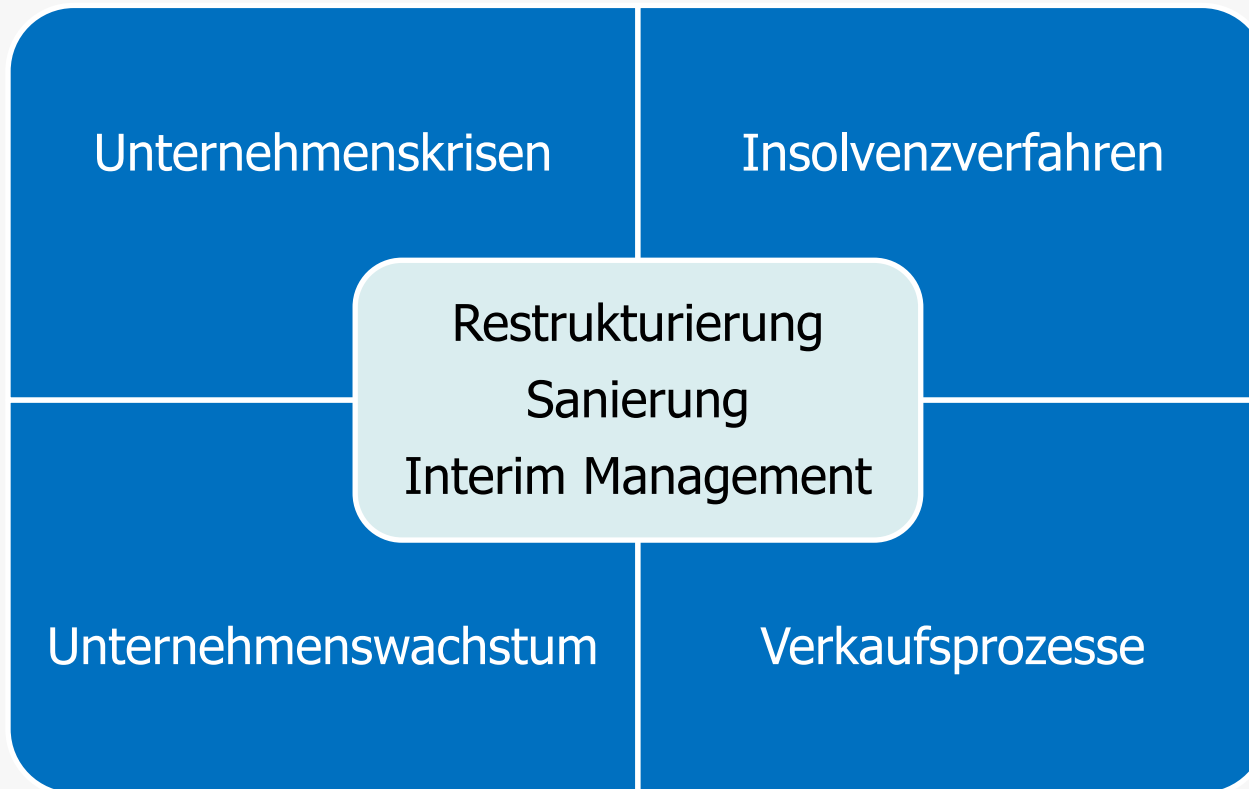 Unternehmenskrisen
Insolvenzverfahren
Restrukturierung
Sanierung
Interim Management
Unternehmenswachstum
Verkaufsprozesse